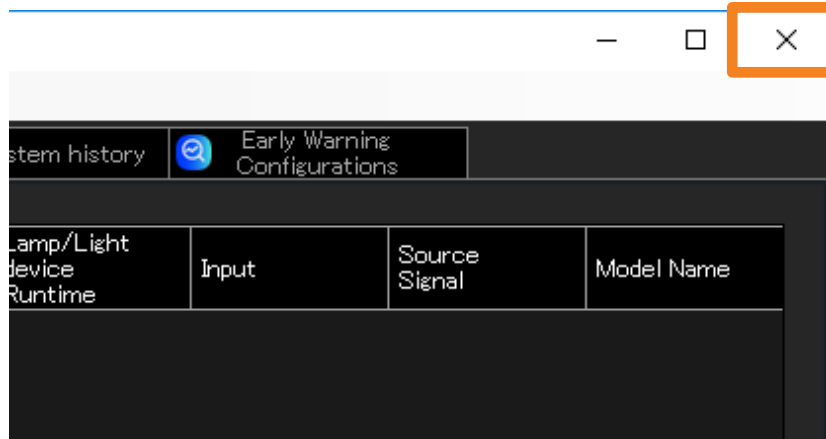 stem history
Early Warning
Configurations
Lamp/Light
device
Runtime
Input
Source
Signal
Model Name